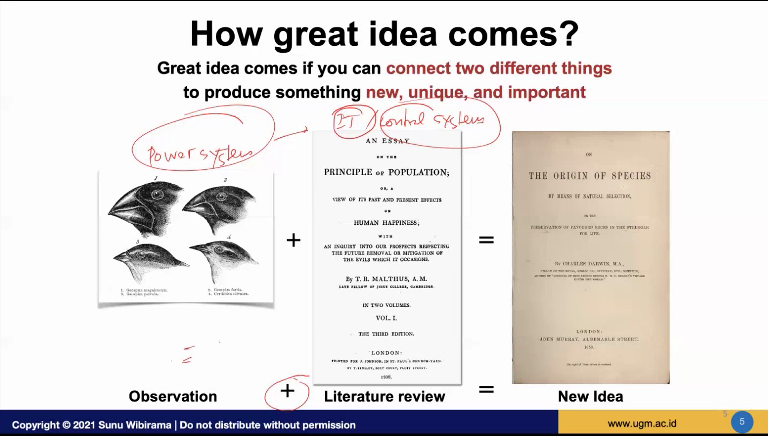 How great idea comes?
Great idea comes if you can connect two different things
to produce something new, unique, and important
Power system
IT / control systems
1 2
3 4
1. Geospiza magnirostris. 2. Geospiza fortis.
3. Geospiza parvula. 4. Certhidea olivacea.
+
AN ESSAY
ON THE
PRINCIPLE OF POPULATION;
OR, A
VIEW OF ITS PAST AND PRESENT EFFECTS
ON
HUMAN HAPPINESS;
WITH
AN INQUIRY INTO OUR PROSPECTS RESPECTING
THE FUTURE REMOVAL OR MITIGATION OF
THE EVILS WHICH IT OCCASIONS.
By T. R. MALTHUS, A. M.
LATE FELLOW OF JESUS COLLEGE, CAMBRIDGE.
IN TWO VOLUMES.
VOL. I.
THE THIRD EDITION.
LONDON:
PRINTED FOR J. JOHNSON, IN ST. PAUL'S CHURCH-YARD
BY T. BENSLEY, BOLT COURT, FLEET STREET.
1806.
=
ON
THE ORIGIN OF SPECIES
BY MEANS OF NATURAL SELECTION,
OR THE
PRESERVATION OF FAVOURED RACES IN THE STRUGGLE
FOR LIFE.
By CHARLES DARWIN, M.A.,
LONDON:
JOHN MURRAY, ALBEMARLE STREET.
1859.
Observation + Literature review = New Idea
Copyright © 2021 Sunu Wibirama | Do not distribute without permission
www.ugm.ac.id
5
5